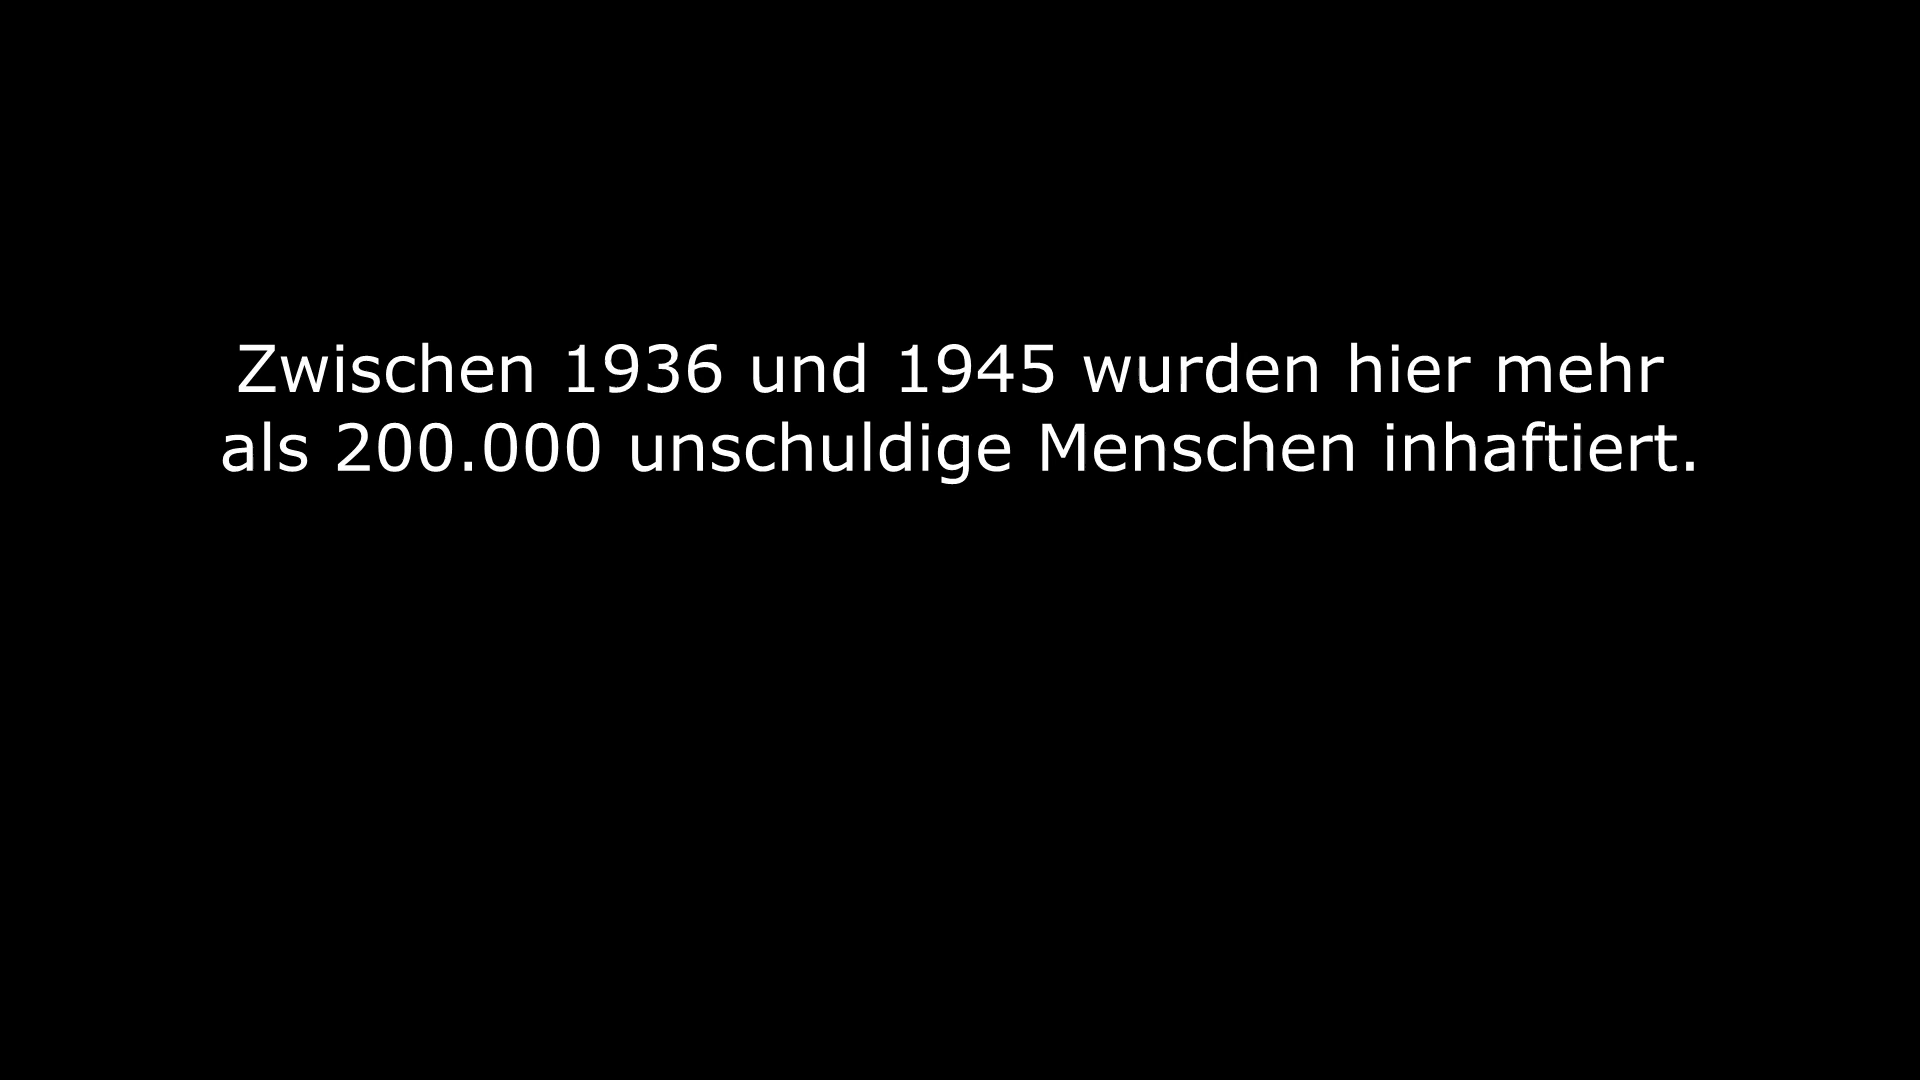 Zwischen 1936 und 1945 wurden hier mehr
als 200.000 unschuldige Menschen inhaftiert.